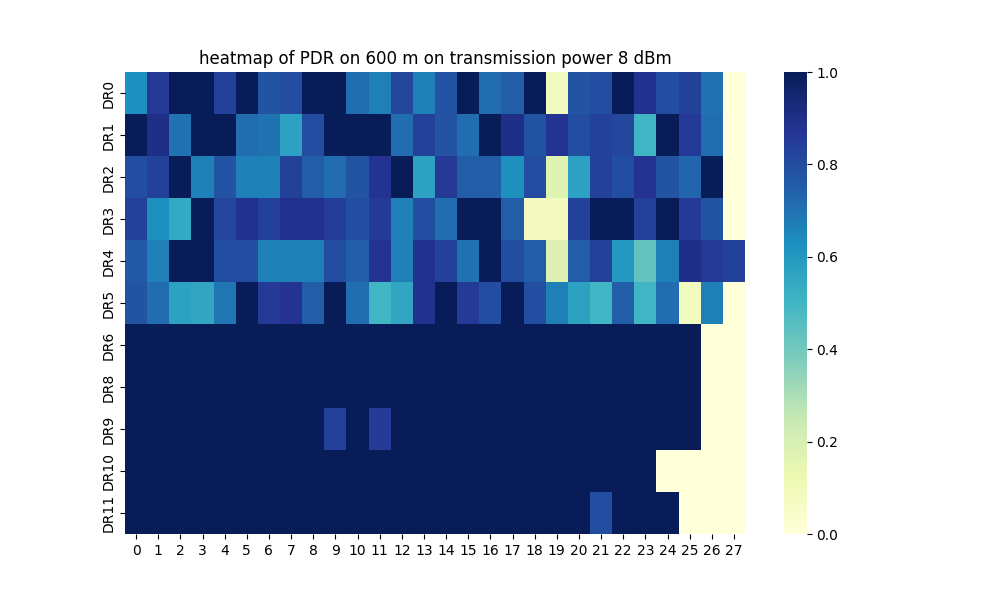 heatmap of PDR on 600 m on transmission power 8 dBm
DR0
DR1
DR2
DR3
DR4
DR5
DR6
DR8
DR9
DR10
DR11
0 1 2 3 4 5 6 7 8 9 10 11 12 13 14 15 16 17 18 19 20 21 22 23 24 25 26 27
1.0
0.8
0.6
0.4
0.2
0.0